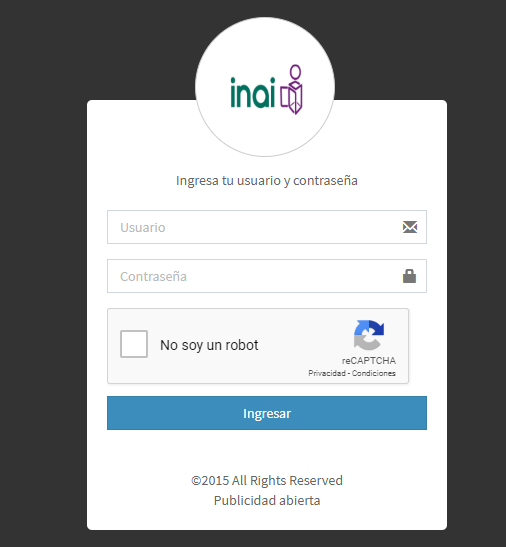 inai
Ingresa tu usuario y contraseña
Usuario
Contraseña
No soy un robot
reCAPTCHA
Privacidad - Condiciones
Ingresar
©2015 All Rights Reserved
Publicidad abierta